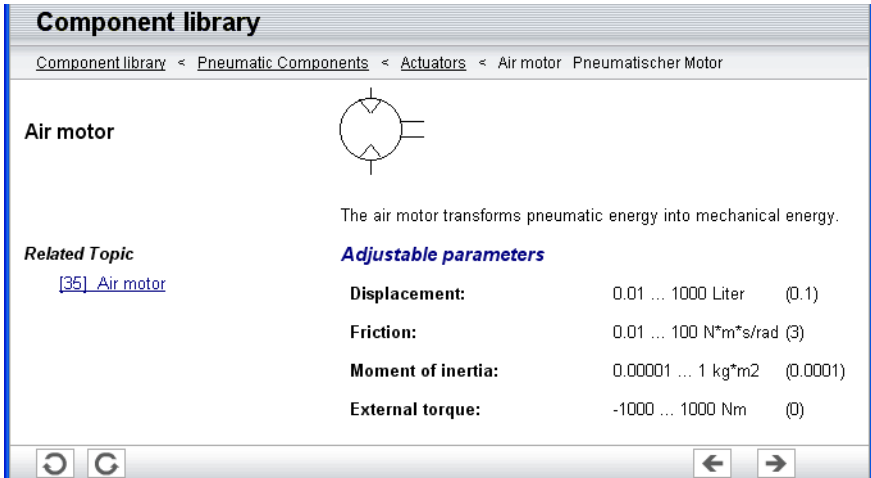 Component library
Component library < Pneumatic Components < Actuators < Air motor Pneumatischer Motor
Air motor
The air motor transforms pneumatic energy into mechanical energy.
Related Topic
[35] Air motor
Adjustable parameters
Displacement: 0.01 ... 1000 Liter (0.1)
Friction: 0.01 ... 100 N*m*s/rad (3)
Moment of inertia: 0.00001 ... 1 kg*m2 (0.0001)
External torque: -1000 ... 1000 Nm (0)